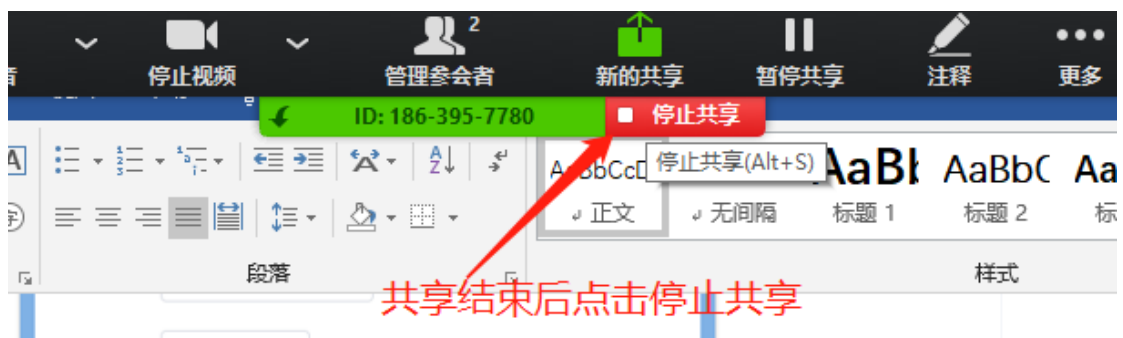 2
停止视频
管理参会者
新的共享
暂停共享
注释
更多
ID: 186-395-7780
停止共享
停止共享(Alt+S)
AaBbCcD
AaBb
AaBbC
Aa
正文
无间隔
标题 1
标题 2
标
段落
样式
共享结束后点击停止共享